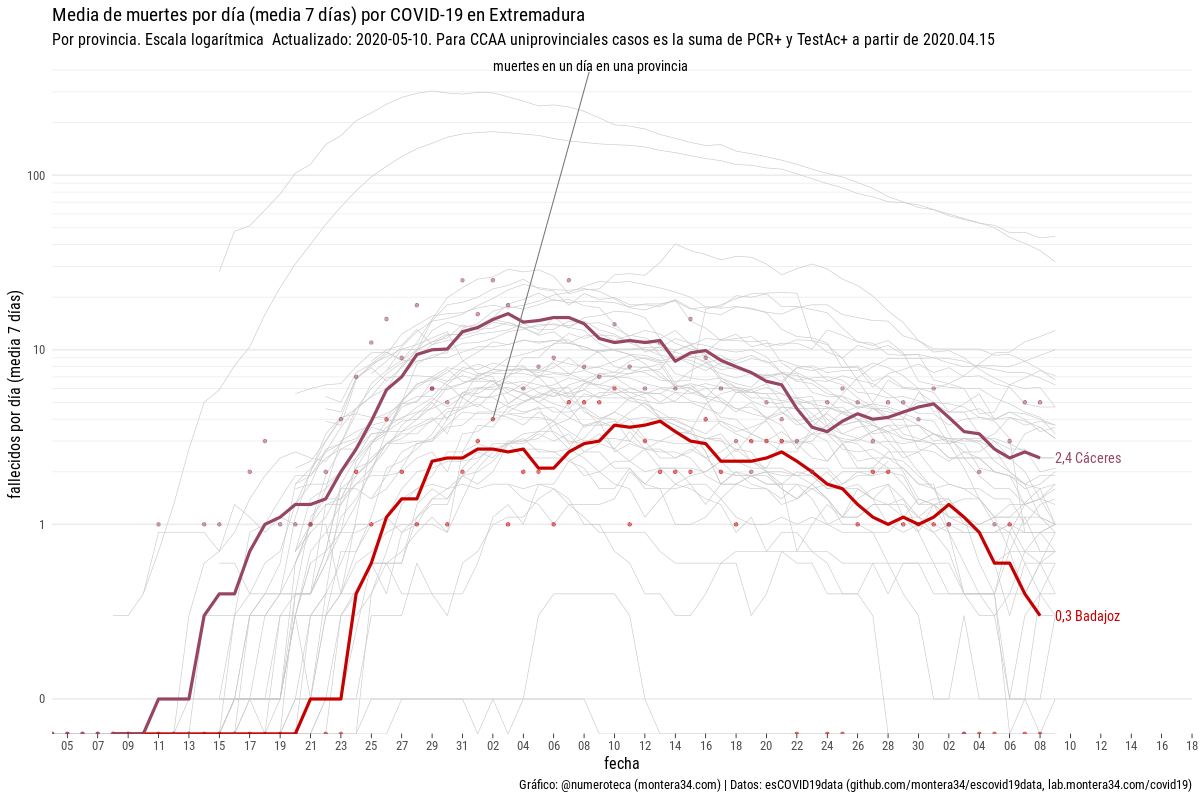 Media de muertes por día (media 7 días) por COVID-19 en Extremadura
Por provincia. Escala logarítmica  Actualizado: 2020-05-10. Para CCAA uniprovinciales casos es la suma de PCR+ y TestAc+ a partir de 2020.04.15
muertes en un día en una provincia
fallecidos por día (media 7 días)
100
10
1
0
2,4 Cáceres
0,3 Badajoz
05 07 09 11 13 15 17 19 21 23 25 27 29 31 02 04 06 08 10 12 14 16 18 20 22 24 26 28 30 02 04 06 08 10 12 14 16 18
fecha
Gráfico: @numeroteca (montera34.com) | Datos: esCOVID19data (github.com/montera34/escovid19data, lab.montera34.com/covid19)